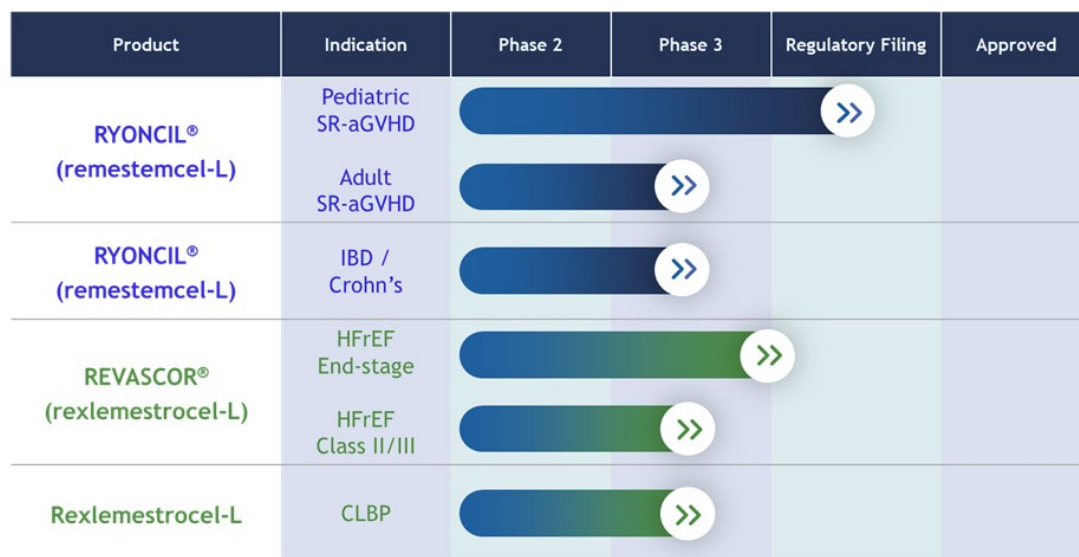 Product Indication Phase 2 Phase 3 Regulatory Filing Approved
RYONCIL®
(remestemcel-L)
Pediatric
SR-aGVHD
Adult
SR-aGVHD
RYONCIL®
(remestemcel-L)
IBD /
Crohn’s
REVASCOR®
(rexlemestrocel-L)
HFrEF
End-stage
HFrEF
Class II/III
Rexlemestrocel-L CLBP